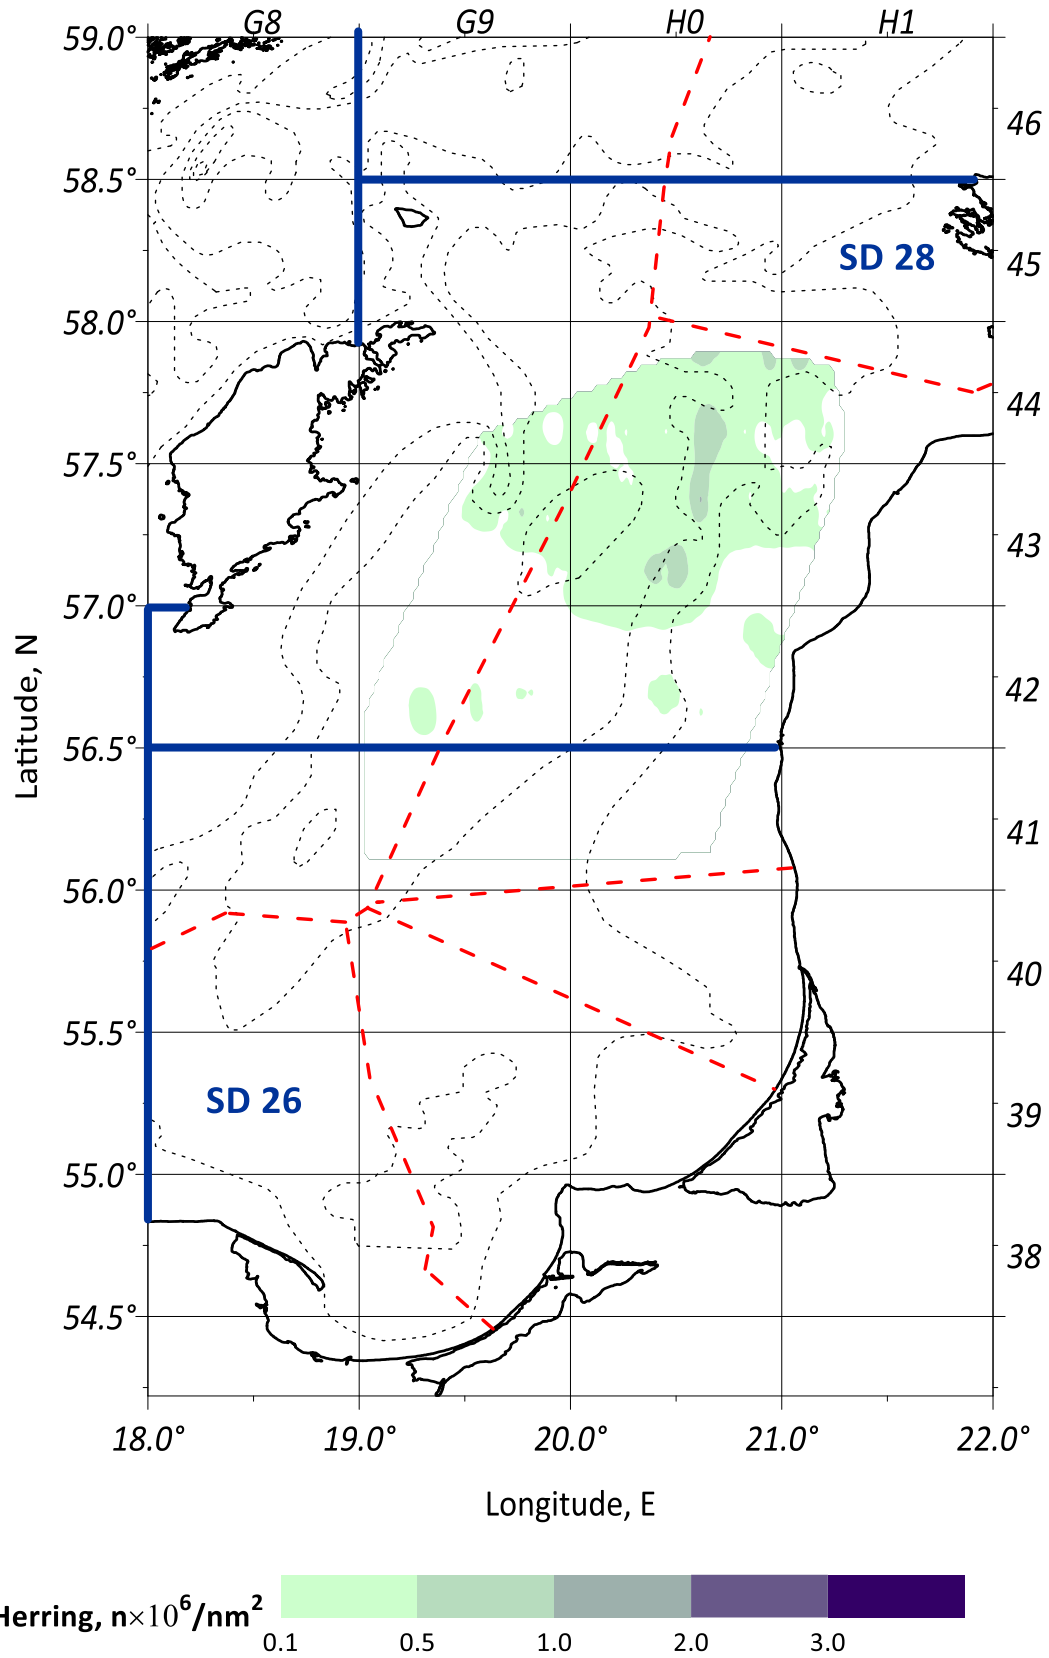 G8 G9 H0 H1
59.0°
46
58.5°
SD 28
45
58.0°
44
57.5°
43
57.0°
Latitude, N
42
56.5°
41
56.0°
40
55.5°
SD 26
39
55.0°
38
54.5°
18.0° 19.0° 20.0° 21.0° 22.0°
Longitude, E
Herring, n×10⁶/nm²
0.1 0.5 1.0 2.0 3.0